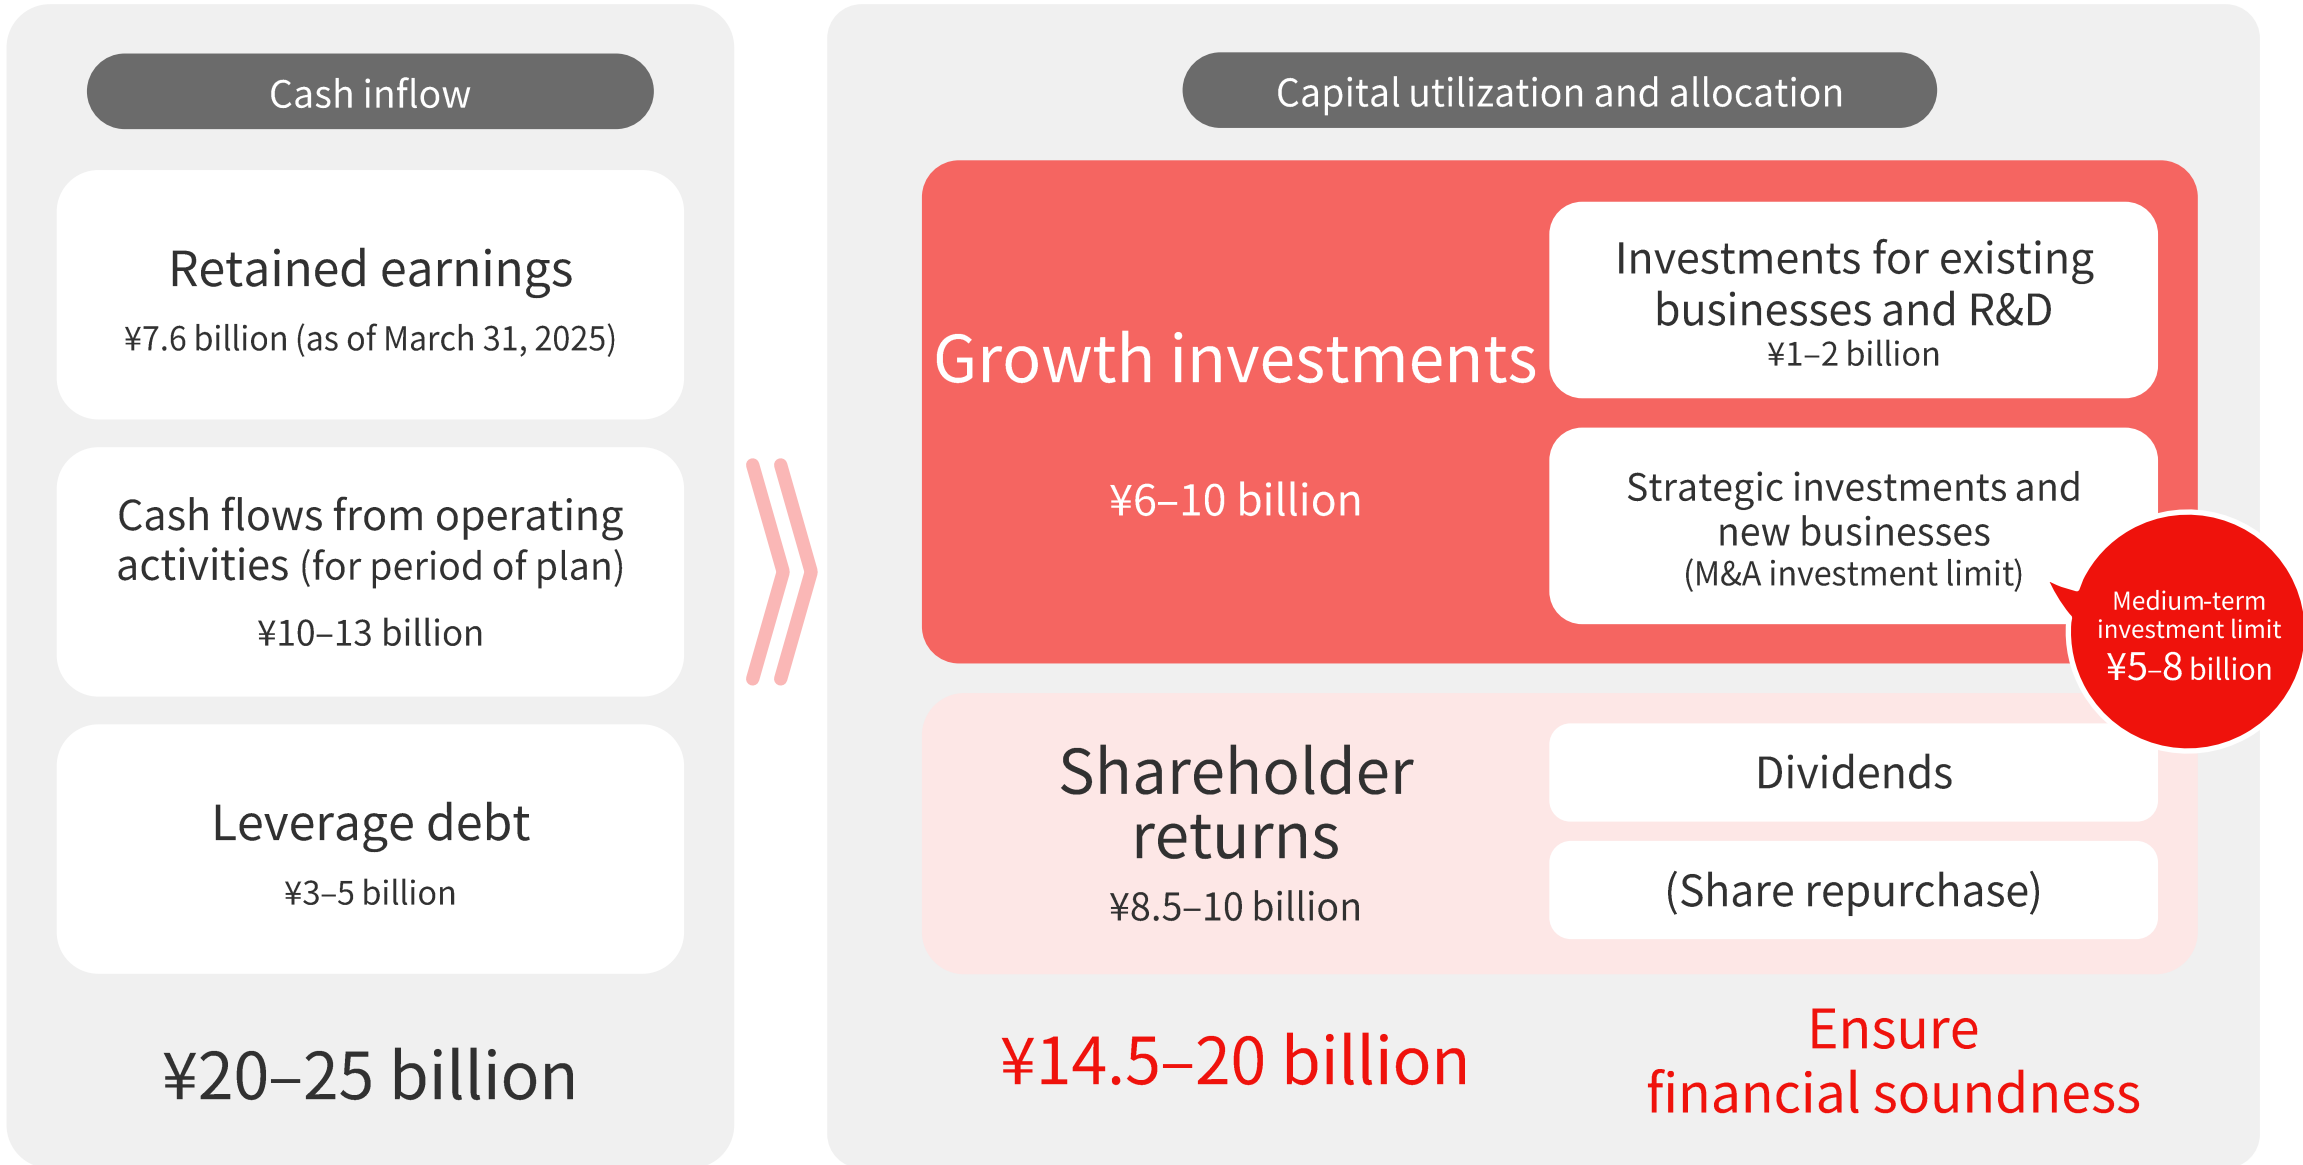 Cash inflow
Retained earnings
¥7.6 billion (as of March 31, 2025)
Cash flows from operating
activities (for period of plan)
¥10–13 billion
Leverage debt
¥3–5 billion
¥20–25 billion
Capital utilization and allocation
Growth investments
¥6–10 billion
Investments for existing
businesses and R&D
¥1–2 billion
Strategic investments and
new businesses
(M&A investment limit)
Medium-term
investment limit
¥5–8 billion
Shareholder
returns
¥8.5–10 billion
Dividends
(Share repurchase)
¥14.5–20 billion
Ensure
financial soundness